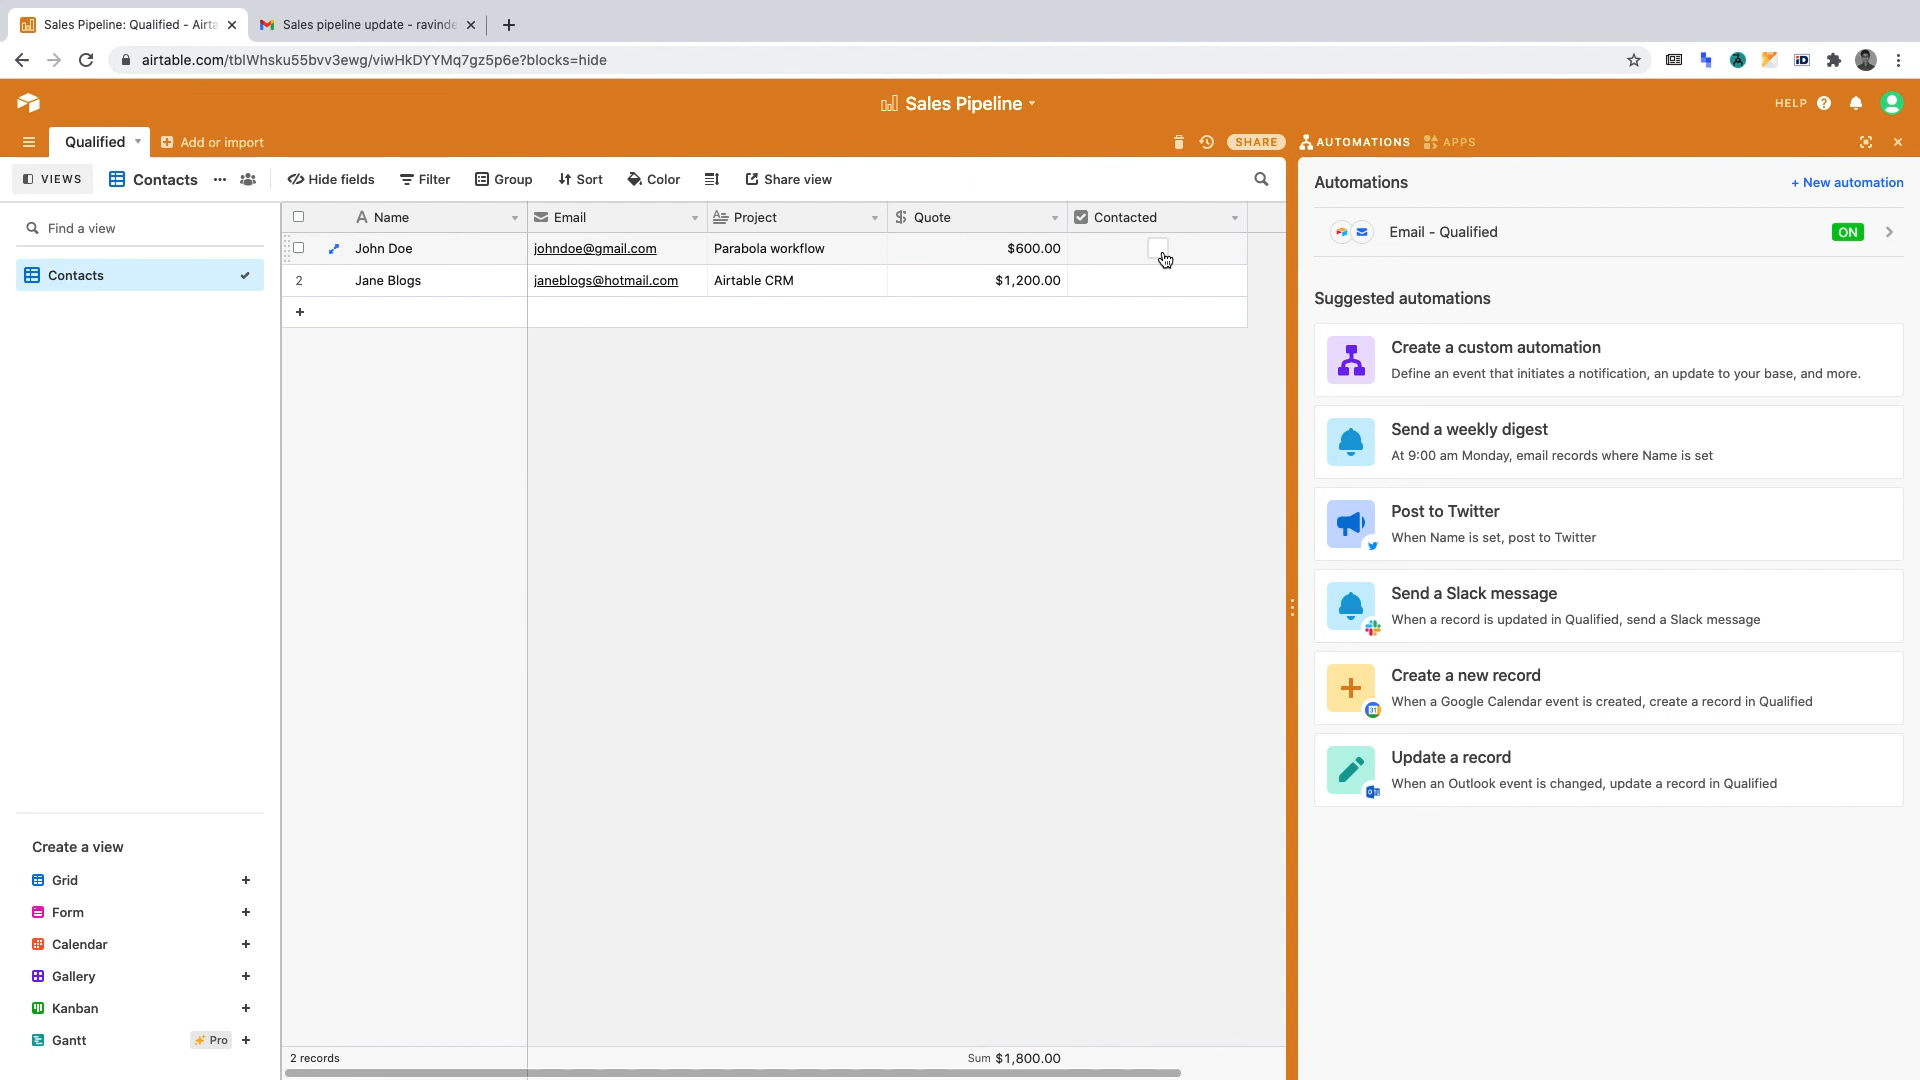 Sales Pipeline: Qualified - Airta
Sales pipeline update - ravinde
airtable.com/tblWhsku55bvv3ewg/viwHkDYYMq7gz5p6e?blocks=hide
Sales Pipeline
HELP
Qualified
Add or import
SHARE
AUTOMATIONS
APPS
VIEWS
Contacts
Hide fields
Filter
Group
Sort
Color
Share view
Automations
+ New automation
Find a view
Name
Email
Project
Quote
Contacted
Email - Qualified
ON
John Doe
johndoe@gmail.com
Parabola workflow
$600.00
Contacts
2
Jane Blogs
janeblogs@hotmail.com
Airtable CRM
$1,200.00
Suggested automations
Create a custom automation
Define an event that initiates a notification, an update to your base, and more.
Send a weekly digest
At 9:00 am Monday, email records where Name is set
Post to Twitter
When Name is set, post to Twitter
Send a Slack message
When a record is updated in Qualified, send a Slack message
Create a new record
When a Google Calendar event is created, create a record in Qualified
Update a record
When an Outlook event is changed, update a record in Qualified
Create a view
Grid
Form
Calendar
Gallery
Kanban
Gantt
Pro
2 records
Sum $1,800.00